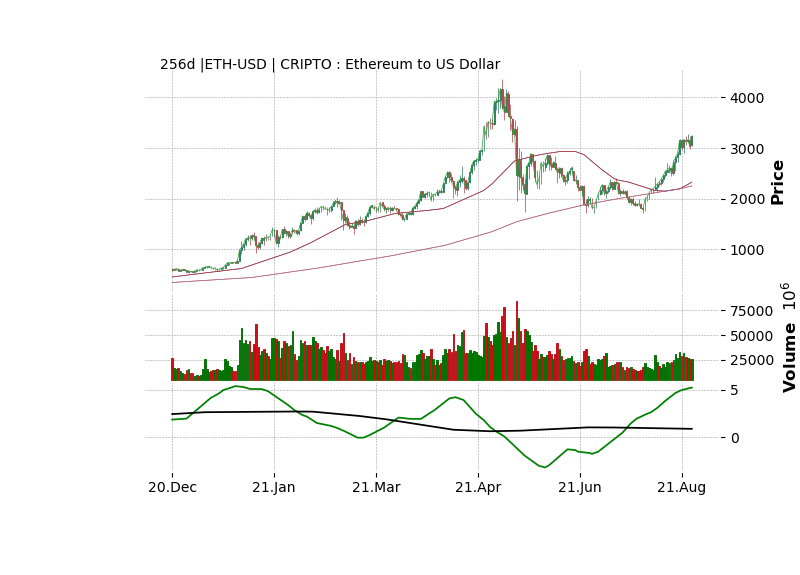 256d |ETH-USD | CRIPTO : Ethereum to US Dollar
4000
3000
2000
1000
Price
75000
50000
25000
Volume 10^6
5
0
20.Dec 21.Jan 21.Mar 21.Apr 21.Jun 21.Aug